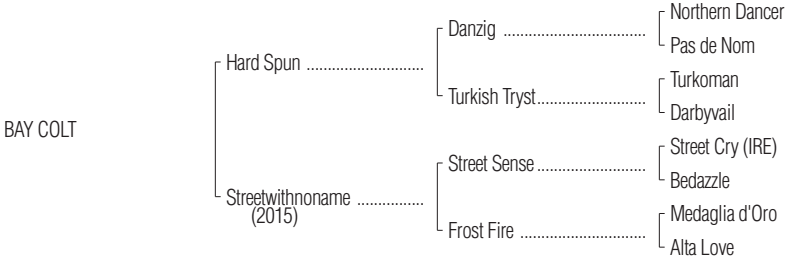 Northern Dancer
Danzig ..................................
Pas de Nom
Hard Spun ............................
Turkoman
Turkish Tryst..........................
Darbyvail
BAY COLT
Street Cry (IRE)
Street Sense..........................
Bedazzle
Streetwithnoname ................
(2015)
Medaglia d'Oro
Frost Fire ..............................
Alta Love